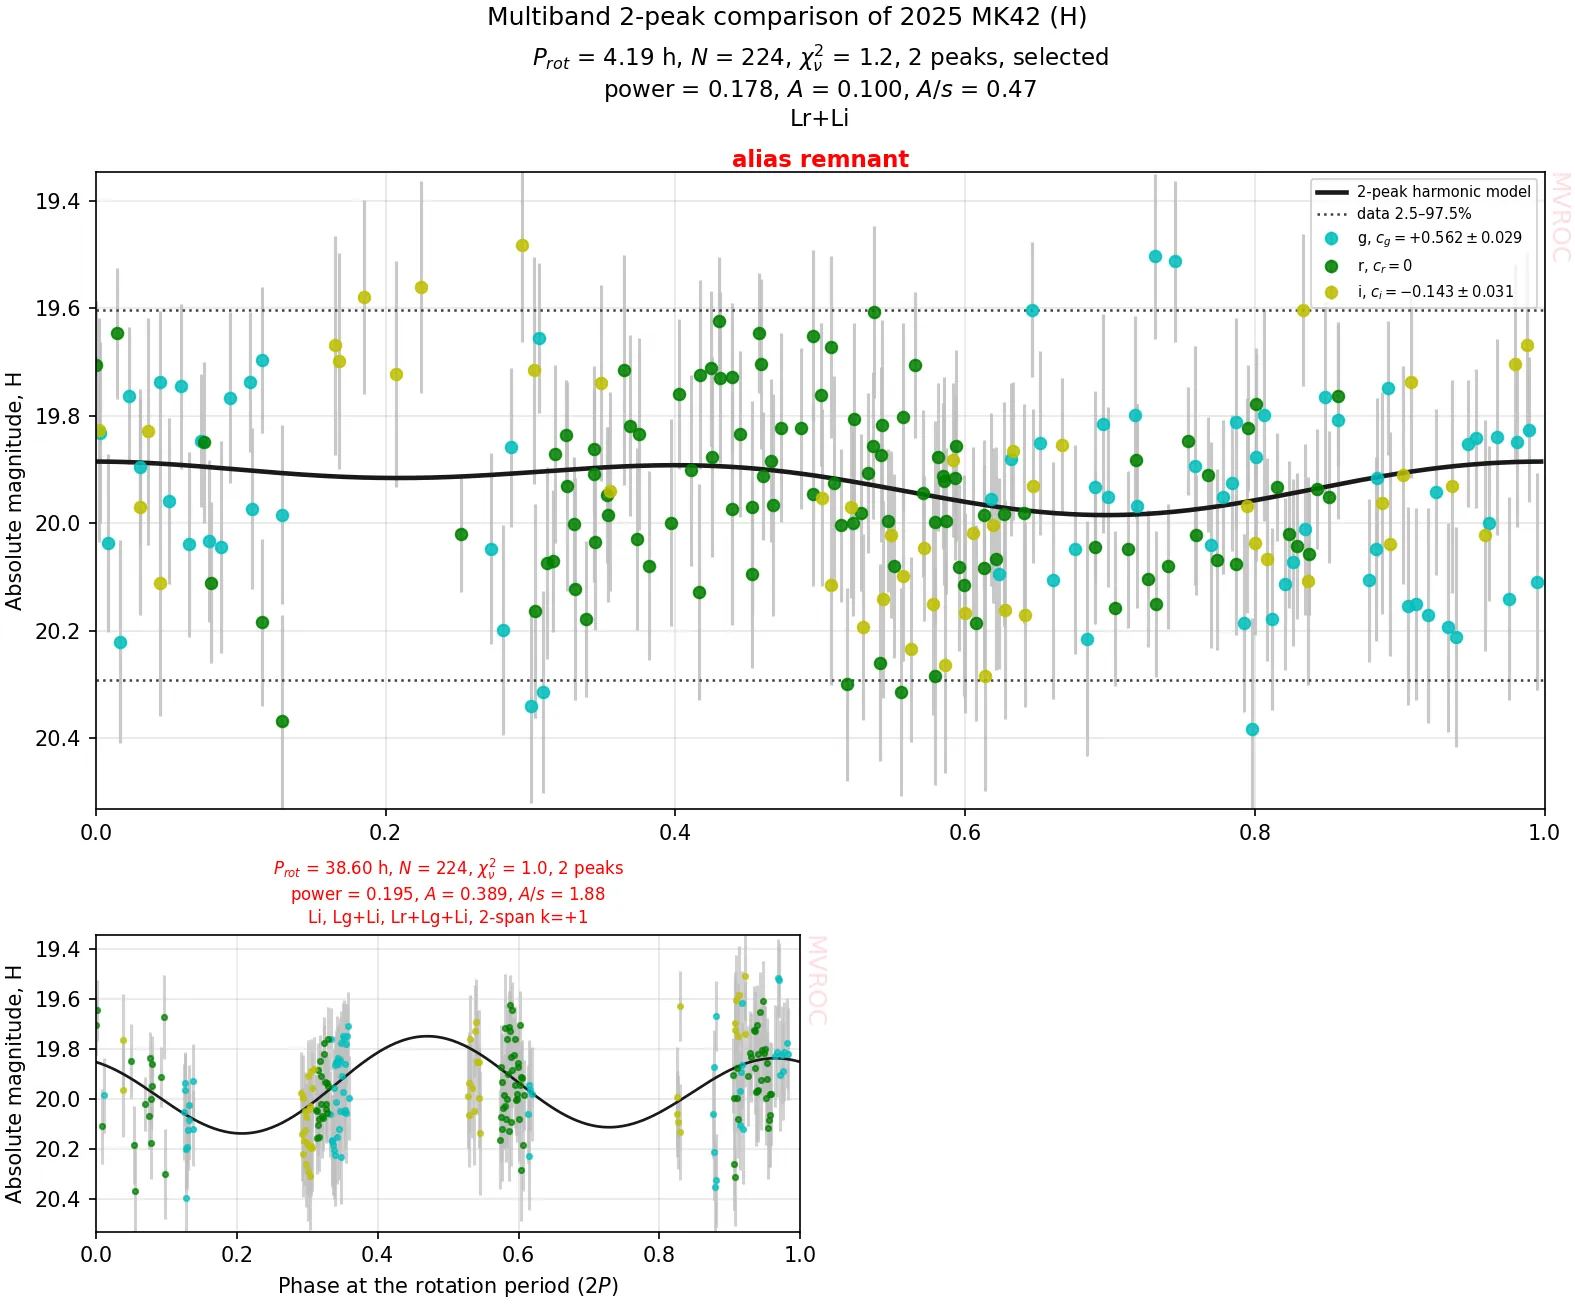 Multiband 2-peak comparison of 2025 MK42 (H)
P_rot = 4.19 h, N = 224, χ²_ν = 1.2, 2 peaks, selected
power = 0.178, A = 0.100, A/s = 0.47
Lr+Li
alias remnant
2-peak harmonic model
data 2.5–97.5%
g, c_g = +0.562 ± 0.029
r, c_r = 0
i, c_i = −0.143 ± 0.031
MVROC
Absolute magnitude, H
19.4
19.6
19.8
20.0
20.2
20.4
0.0 0.2 0.4 0.6 0.8 1.0
P_rot = 38.60 h, N = 224, χ²_ν = 1.0, 2 peaks
power = 0.195, A = 0.389, A/s = 1.88
Li, Lg+Li, Lr+Lg+Li, 2-span k=+1
MVROC
Absolute magnitude, H
19.4
19.6
19.8
20.0
20.2
20.4
0.0 0.2 0.4 0.6 0.8 1.0
Phase at the rotation period (2P)